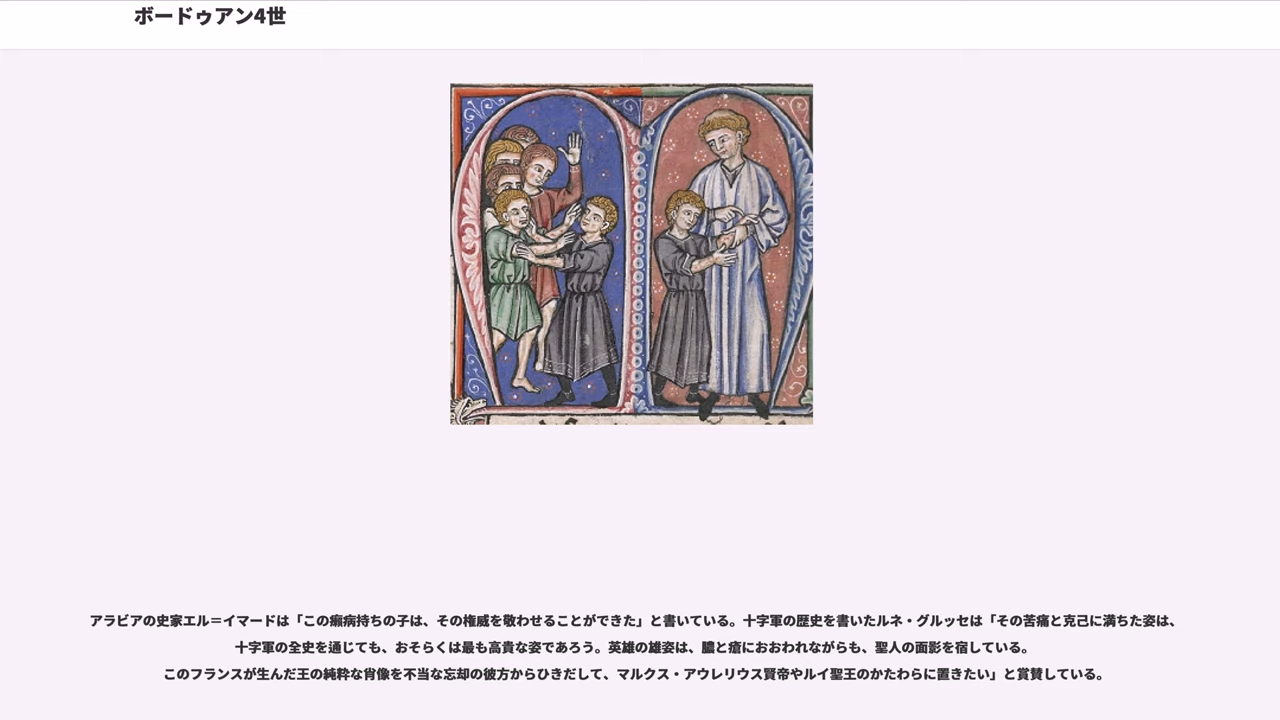 ボードゥアン4世
アラビアの史家エル＝イマードは「この癩病持ちの子は、その権威を敬わせることができた」と書いている。十字軍の歴史を書いたルネ・グルッセは「その苦痛と克己に満ちた姿は、
十字軍の全史を通じても、おそらくは最も高貴な姿であろう。英雄の雄姿は、膿と瘡におおわれながらも、聖人の面影を宿している。
このフランスが生んだ王の純粋な肖像を不当な忘却の彼方からひきだして、マルクス・アウレリウス賢帝やルイ聖王のかたわらに置きたい」と賞賛している。